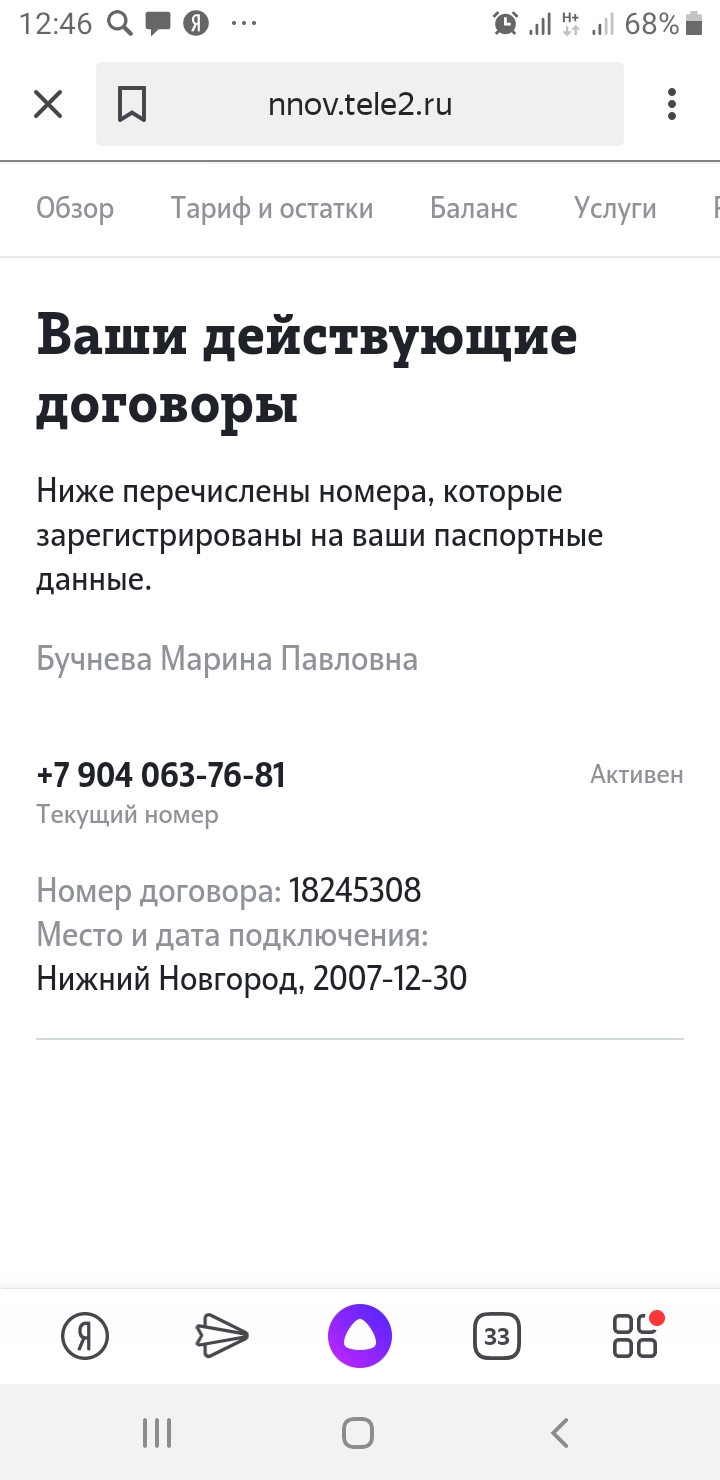 12:46 Я ... H+ 68%
nnov.tele2.ru
Обзор Тариф и остатки Баланс Услуги
Ваши действующие
договоры
Ниже перечислены номера, которые
зарегистрированы на ваши паспортные
данные.
Бучнева Марина Павловна
+7 904 063-76-81 Активен
Текущий номер
Номер договора: 18245308
Место и дата подключения:
Нижний Новгород, 2007-12-30
Я 33